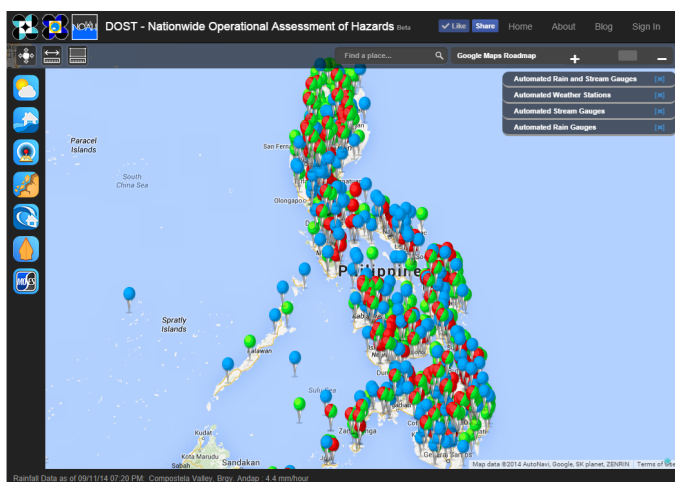 NOAH
DOST - Nationwide Operational Assessment of Hazards Beta
Like Share Home About Blog Sign In
Find a place...
Google Maps Roadmap + −
Automated Rain and Stream Gauges [x]
Automated Weather Stations [x]
Automated Stream Gauges [x]
Automated Rain Gauges [x]
Paracel
Islands
South
China Sea
San Ferna
Olongapo
Philippine
Spratly
Islands
Palawan
Sulu Sea
Kudat
Kota Marudu
Sabah Sandakan
General Santos
Map data ©2014 AutoNavi, Google, SK planet, ZENRIN Terms of Use
Rainfall Data as of 09/11/14 07:20 PM: Compostela Valley, Brgy. Andap : 4.4 mm/hour